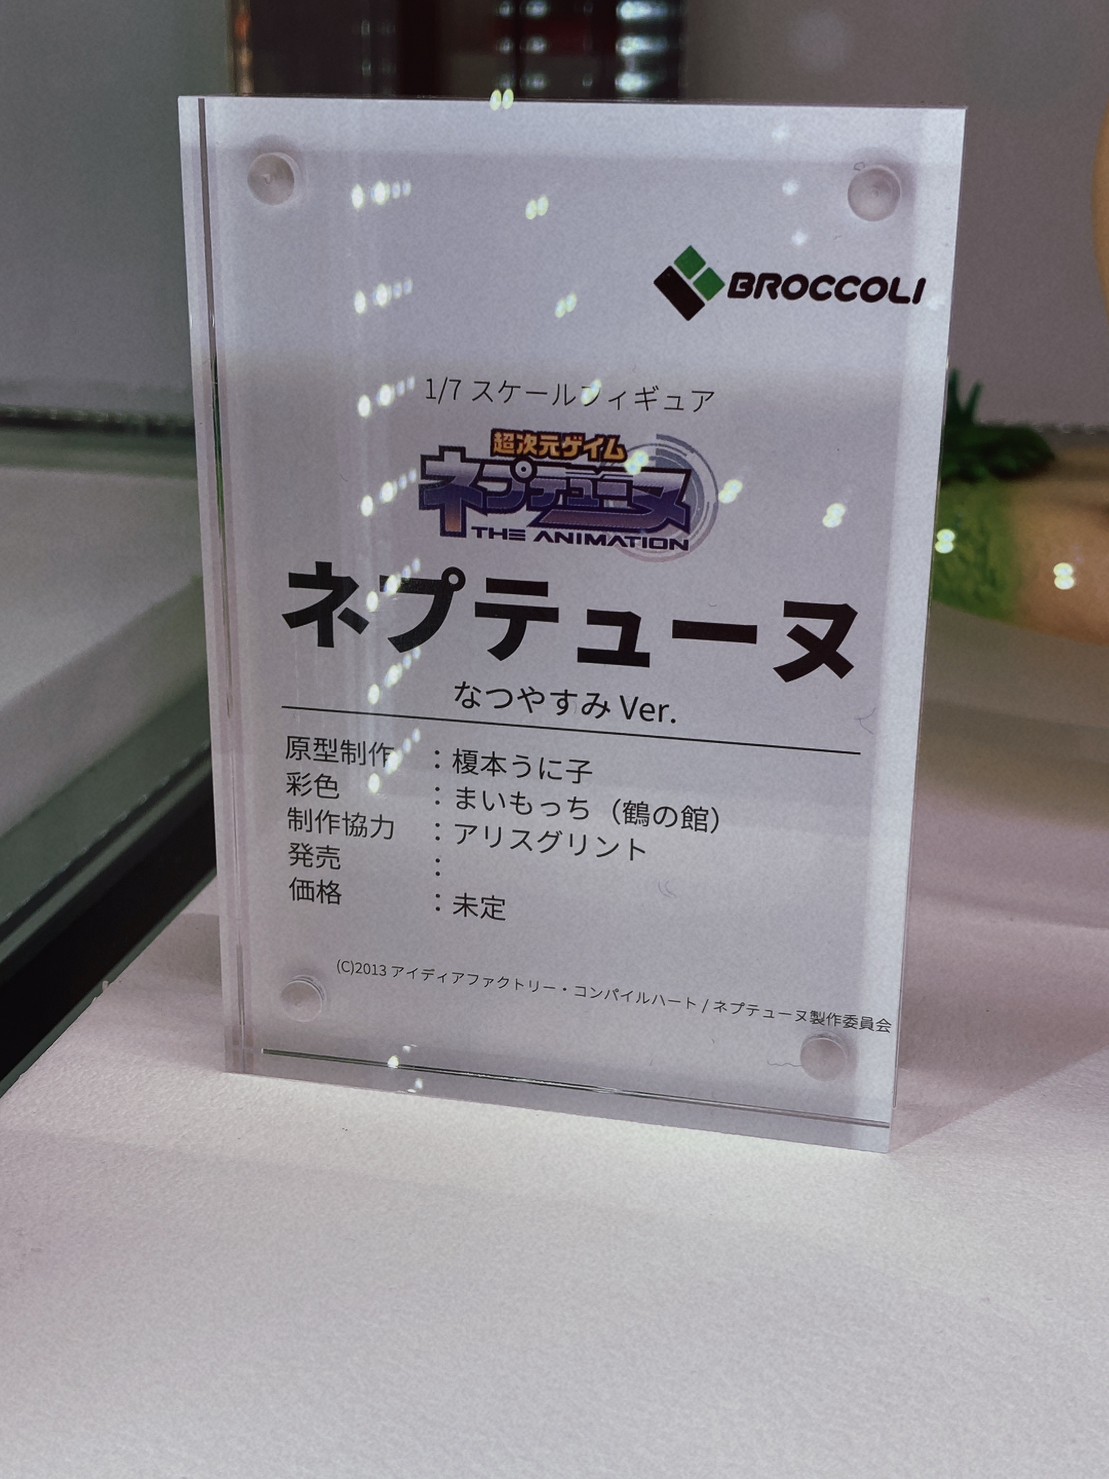 BROCCOLI
1/7 スケールフィギュア
超次元ゲイム
ネプテューヌ
THE ANIMATION
ネプテューヌ
なつやすみ Ver.
原型制作 ：榎本うに子
彩色 ：まいもっち（鶴の館）
制作協力 ：アリスグリント
発売 ：
価格 ：未定
(C)2013 アイディアファクトリー・コンパイルハート / ネプテューヌ製作委員会